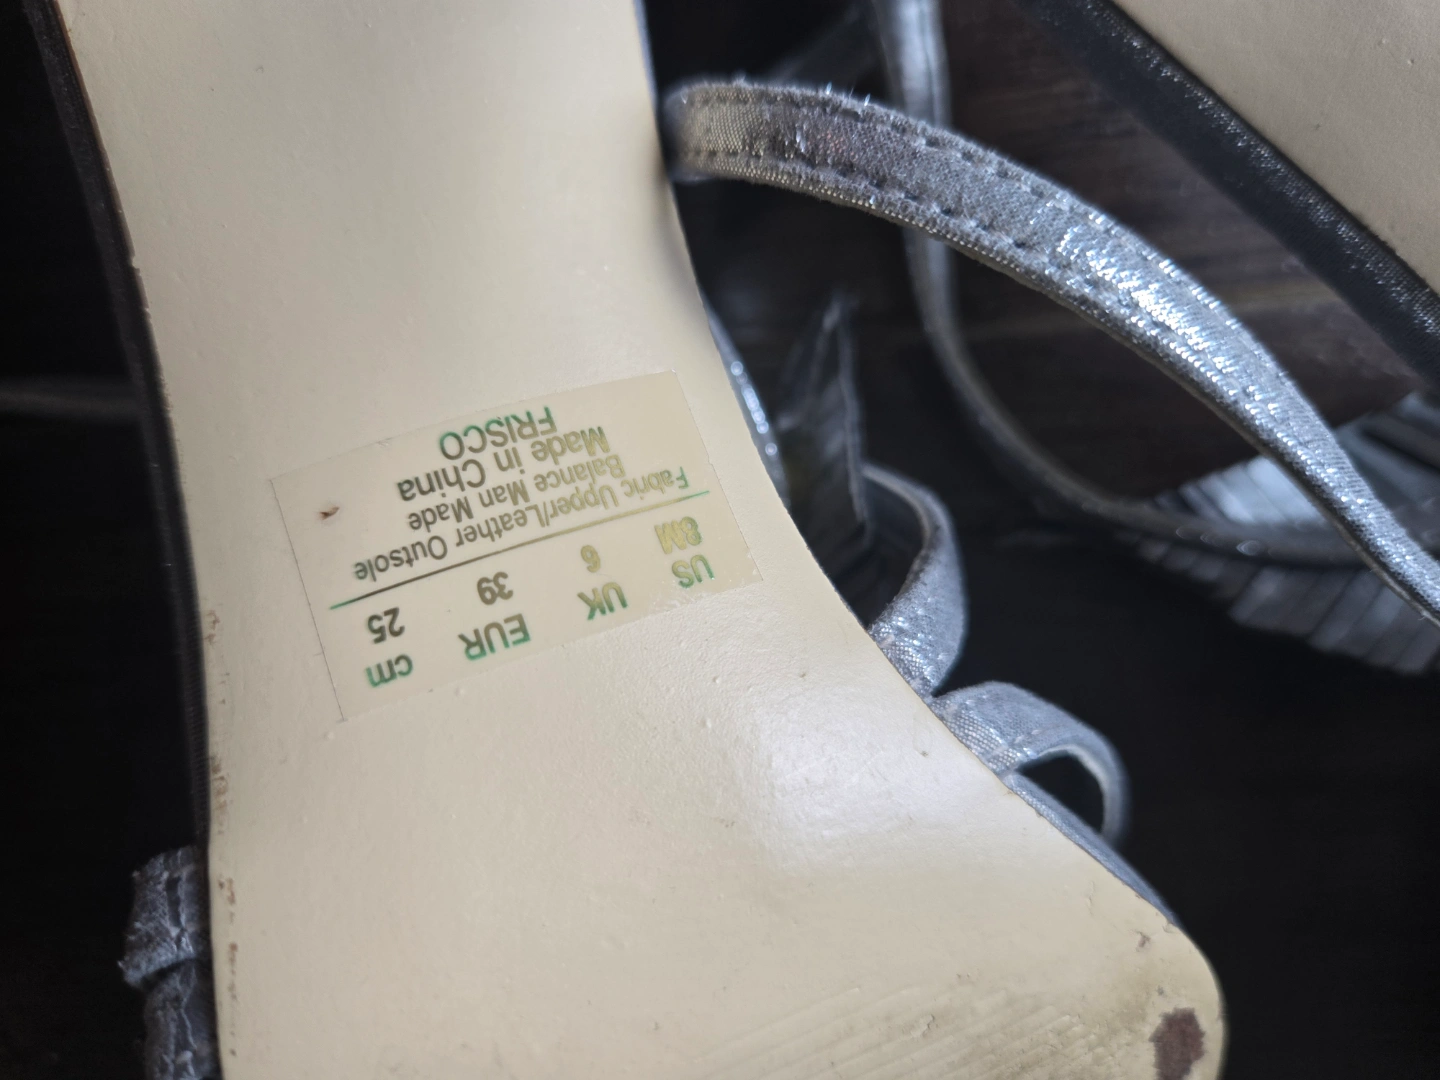 US UK EUR cm
8M 6 39 25
Fabric Upper/Leather Outsole
Balance Man Made
Made in China
FRISCO